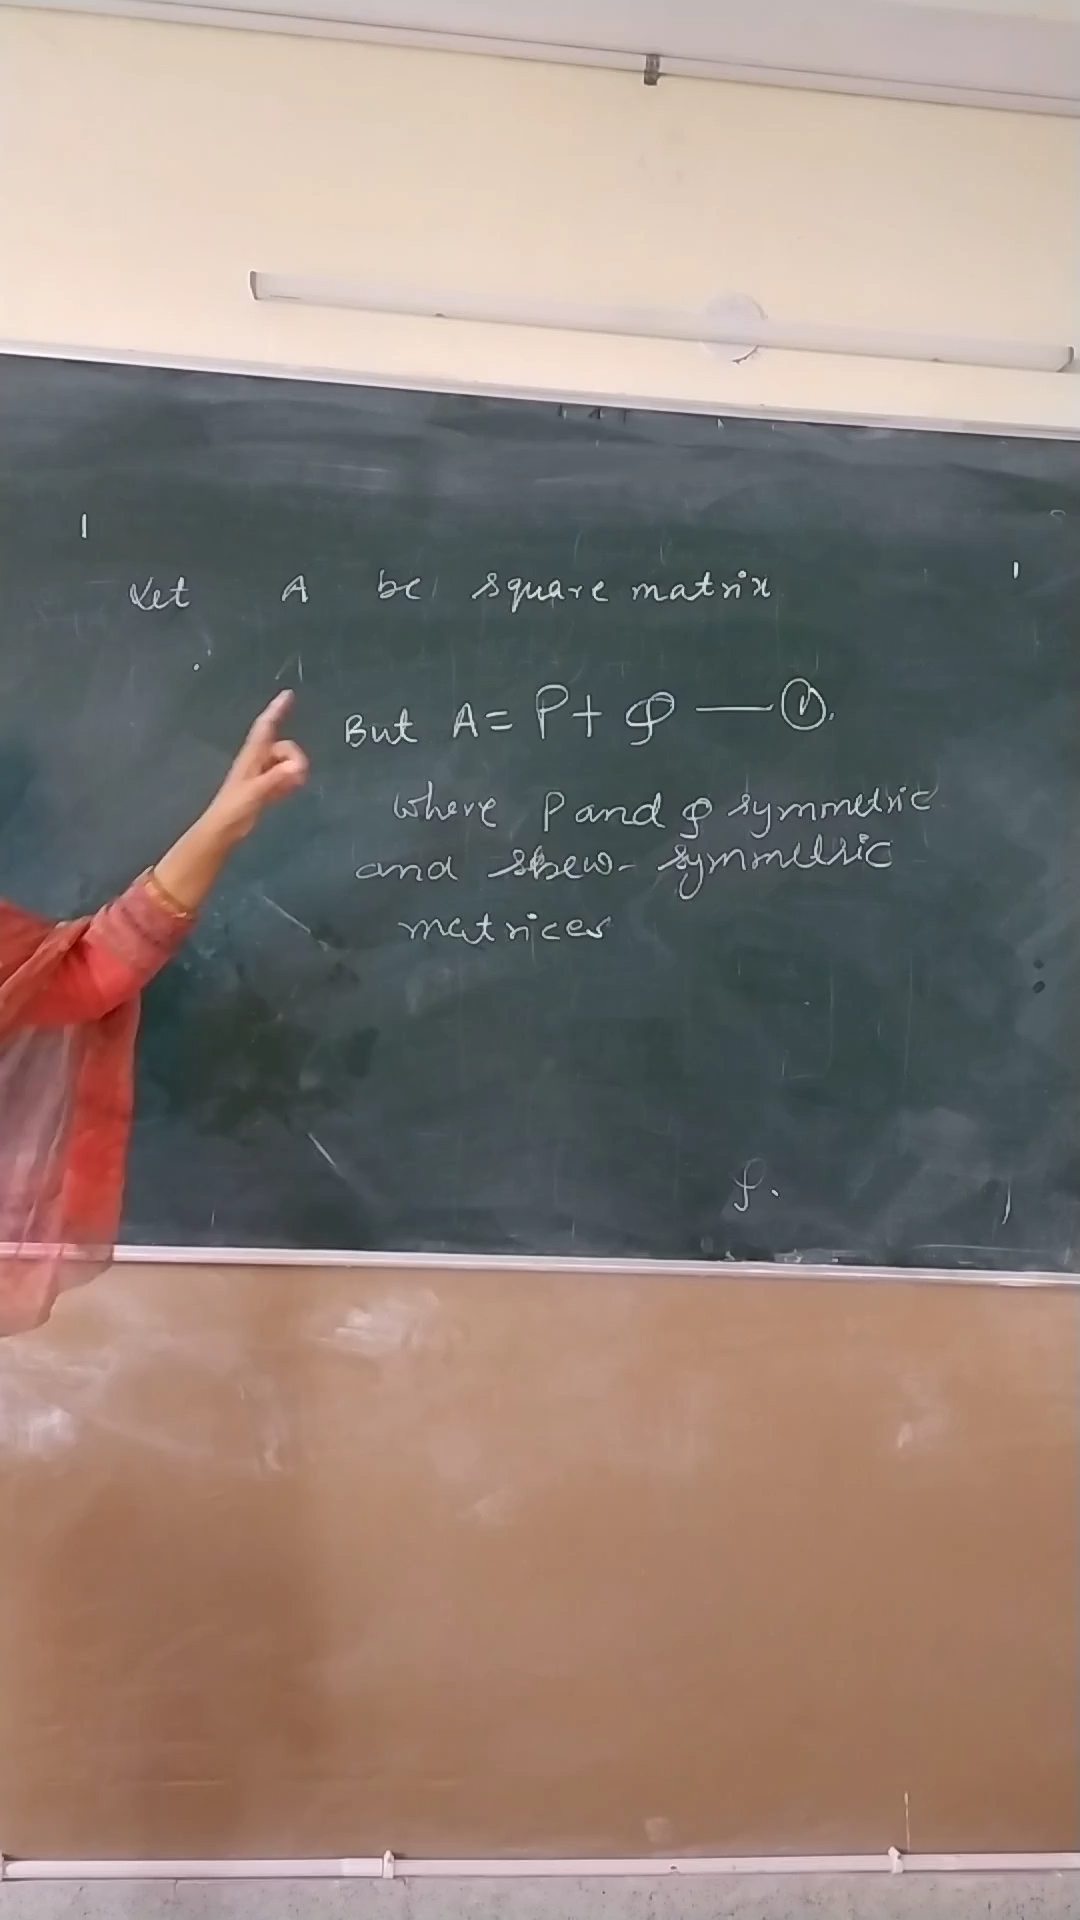 Let A be square matrix
A
But A = P + Q — ①.
where P and Q symmetric
and skew-symmetric
matrices